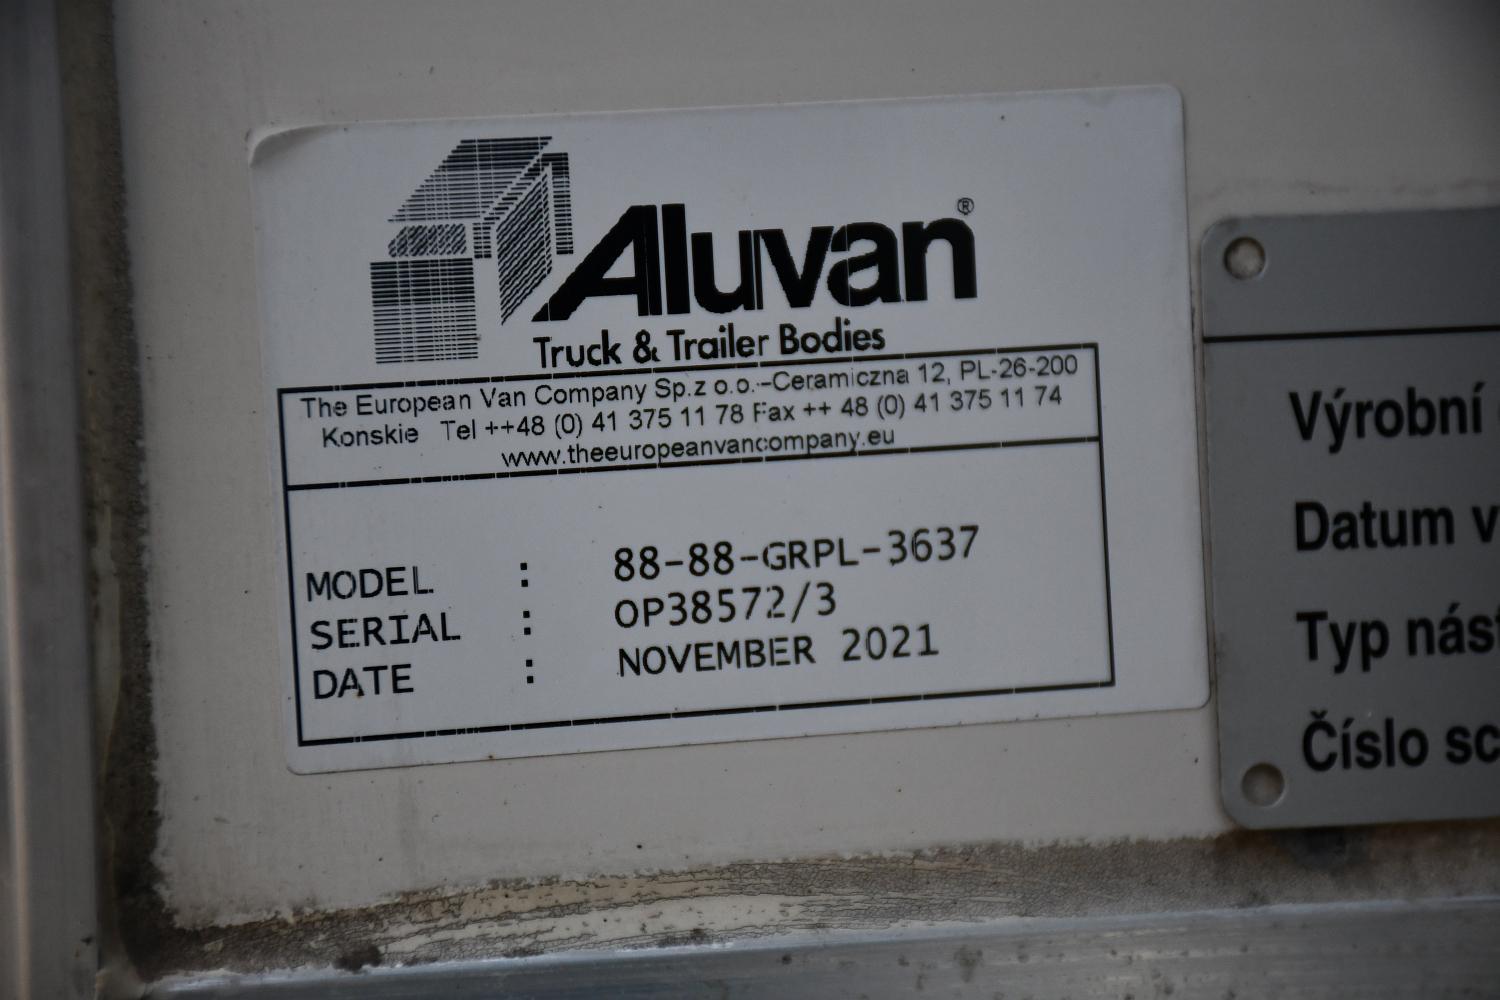 Aluvan®
Truck & Trailer Bodies
The European Van Company Sp.z o.o.-Ceramiczna 12, PL-26-200
Konskie Tel ++48 (0) 41 375 11 78 Fax ++ 48 (0) 41 375 11 74
www.theeuropeanvancompany.eu
MODEL : 88-88-GRPL-3637
SERIAL : OP38572/3
DATE : NOVEMBER 2021
Výrobní
Datum v
Typ nást
Číslo sc